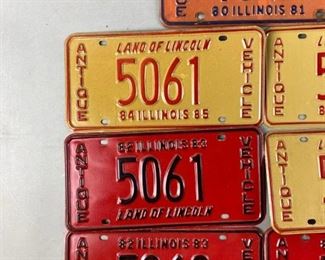 ANTIQUE
80 ILLINOIS 81
LAND OF LINCOLN
ANTIQUE
5061
VEHICLE
84 ILLINOIS 85
82 ILLINOIS 83
ANTIQUE
5061
VEHICLE
LAND OF LINCOLN
ANTIQUE
ANTIQUE
82 ILLINOIS 83